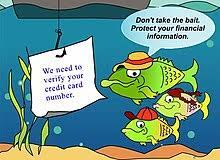 Don't take the bait.
Protect your financial
information.
We need to
verify your
credit card
number.